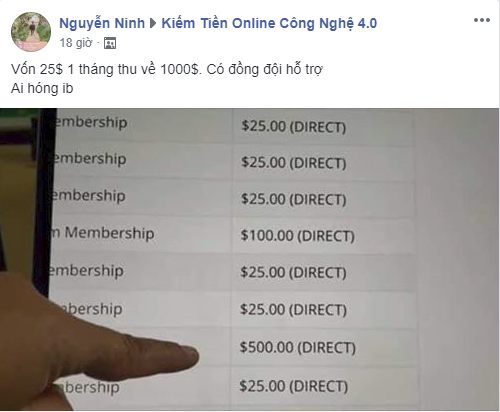 Nguyễn Ninh ▶ Kiếm Tiền Online Công Nghệ 4.0
18 giờ ·
Vốn 25$ 1 tháng thu về 1000$. Có đồng đội hỗ trợ
Ai hóng ib
embership $25.00 (DIRECT)
embership $25.00 (DIRECT)
embership $25.00 (DIRECT)
m Membership $100.00 (DIRECT)
embership $25.00 (DIRECT)
bership $25.00 (DIRECT)
$500.00 (DIRECT)
bership $25.00 (DIRECT)